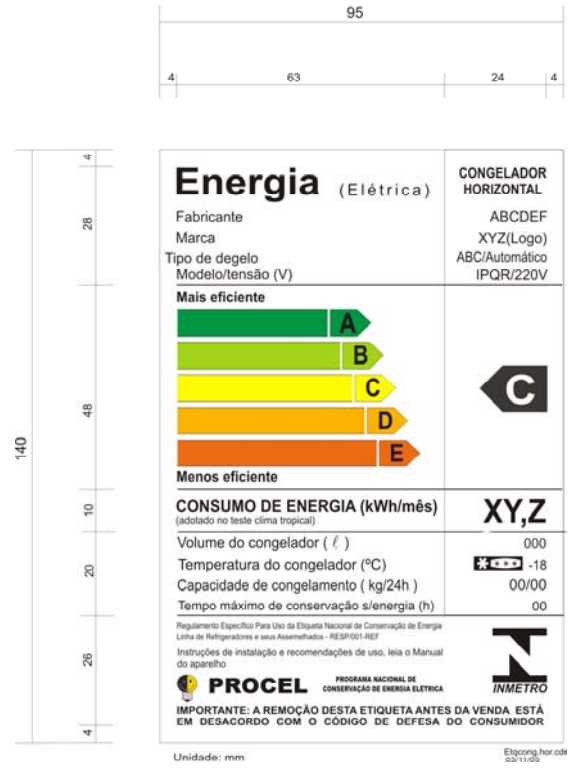 95
4 63 24 4
Energia (Elétrica)
CONGELADOR
HORIZONTAL
Fabricante ABCDEF
Marca XYZ(Logo)
Tipo de degelo ABC/Automático
Modelo/tensão (V) IPQR/220V
Mais eficiente
A
B
C
C
D
E
Menos eficiente
CONSUMO DE ENERGIA (kWh/mês) XY,Z
(adotado no teste clima tropical)
Volume do congelador ( ℓ ) 000
Temperatura do congelador (ºC) -18
Capacidade de congelamento ( kg/24h ) 00/00
Tempo máximo de conservação s/energia (h) 00
Regulamento Específico Para Uso da Etiqueta Nacional de Conservação de Energia
Linha de Refrigeradores e seus Assemelhados - RESP/001-REF
Instruções de instalação e recomendações de uso, leia o Manual
do aparelho
PROCEL
PROGRAMA NACIONAL DE
CONSERVAÇÃO DE ENERGIA ELÉTRICA
INMETRO
IMPORTANTE: A REMOÇÃO DESTA ETIQUETA ANTES DA VENDA ESTÁ
EM DESACORDO COM O CÓDIGO DE DEFESA DO CONSUMIDOR
140
4
28
48
10
20
26
4
Unidade: mm
Etqcong.hor.cdr